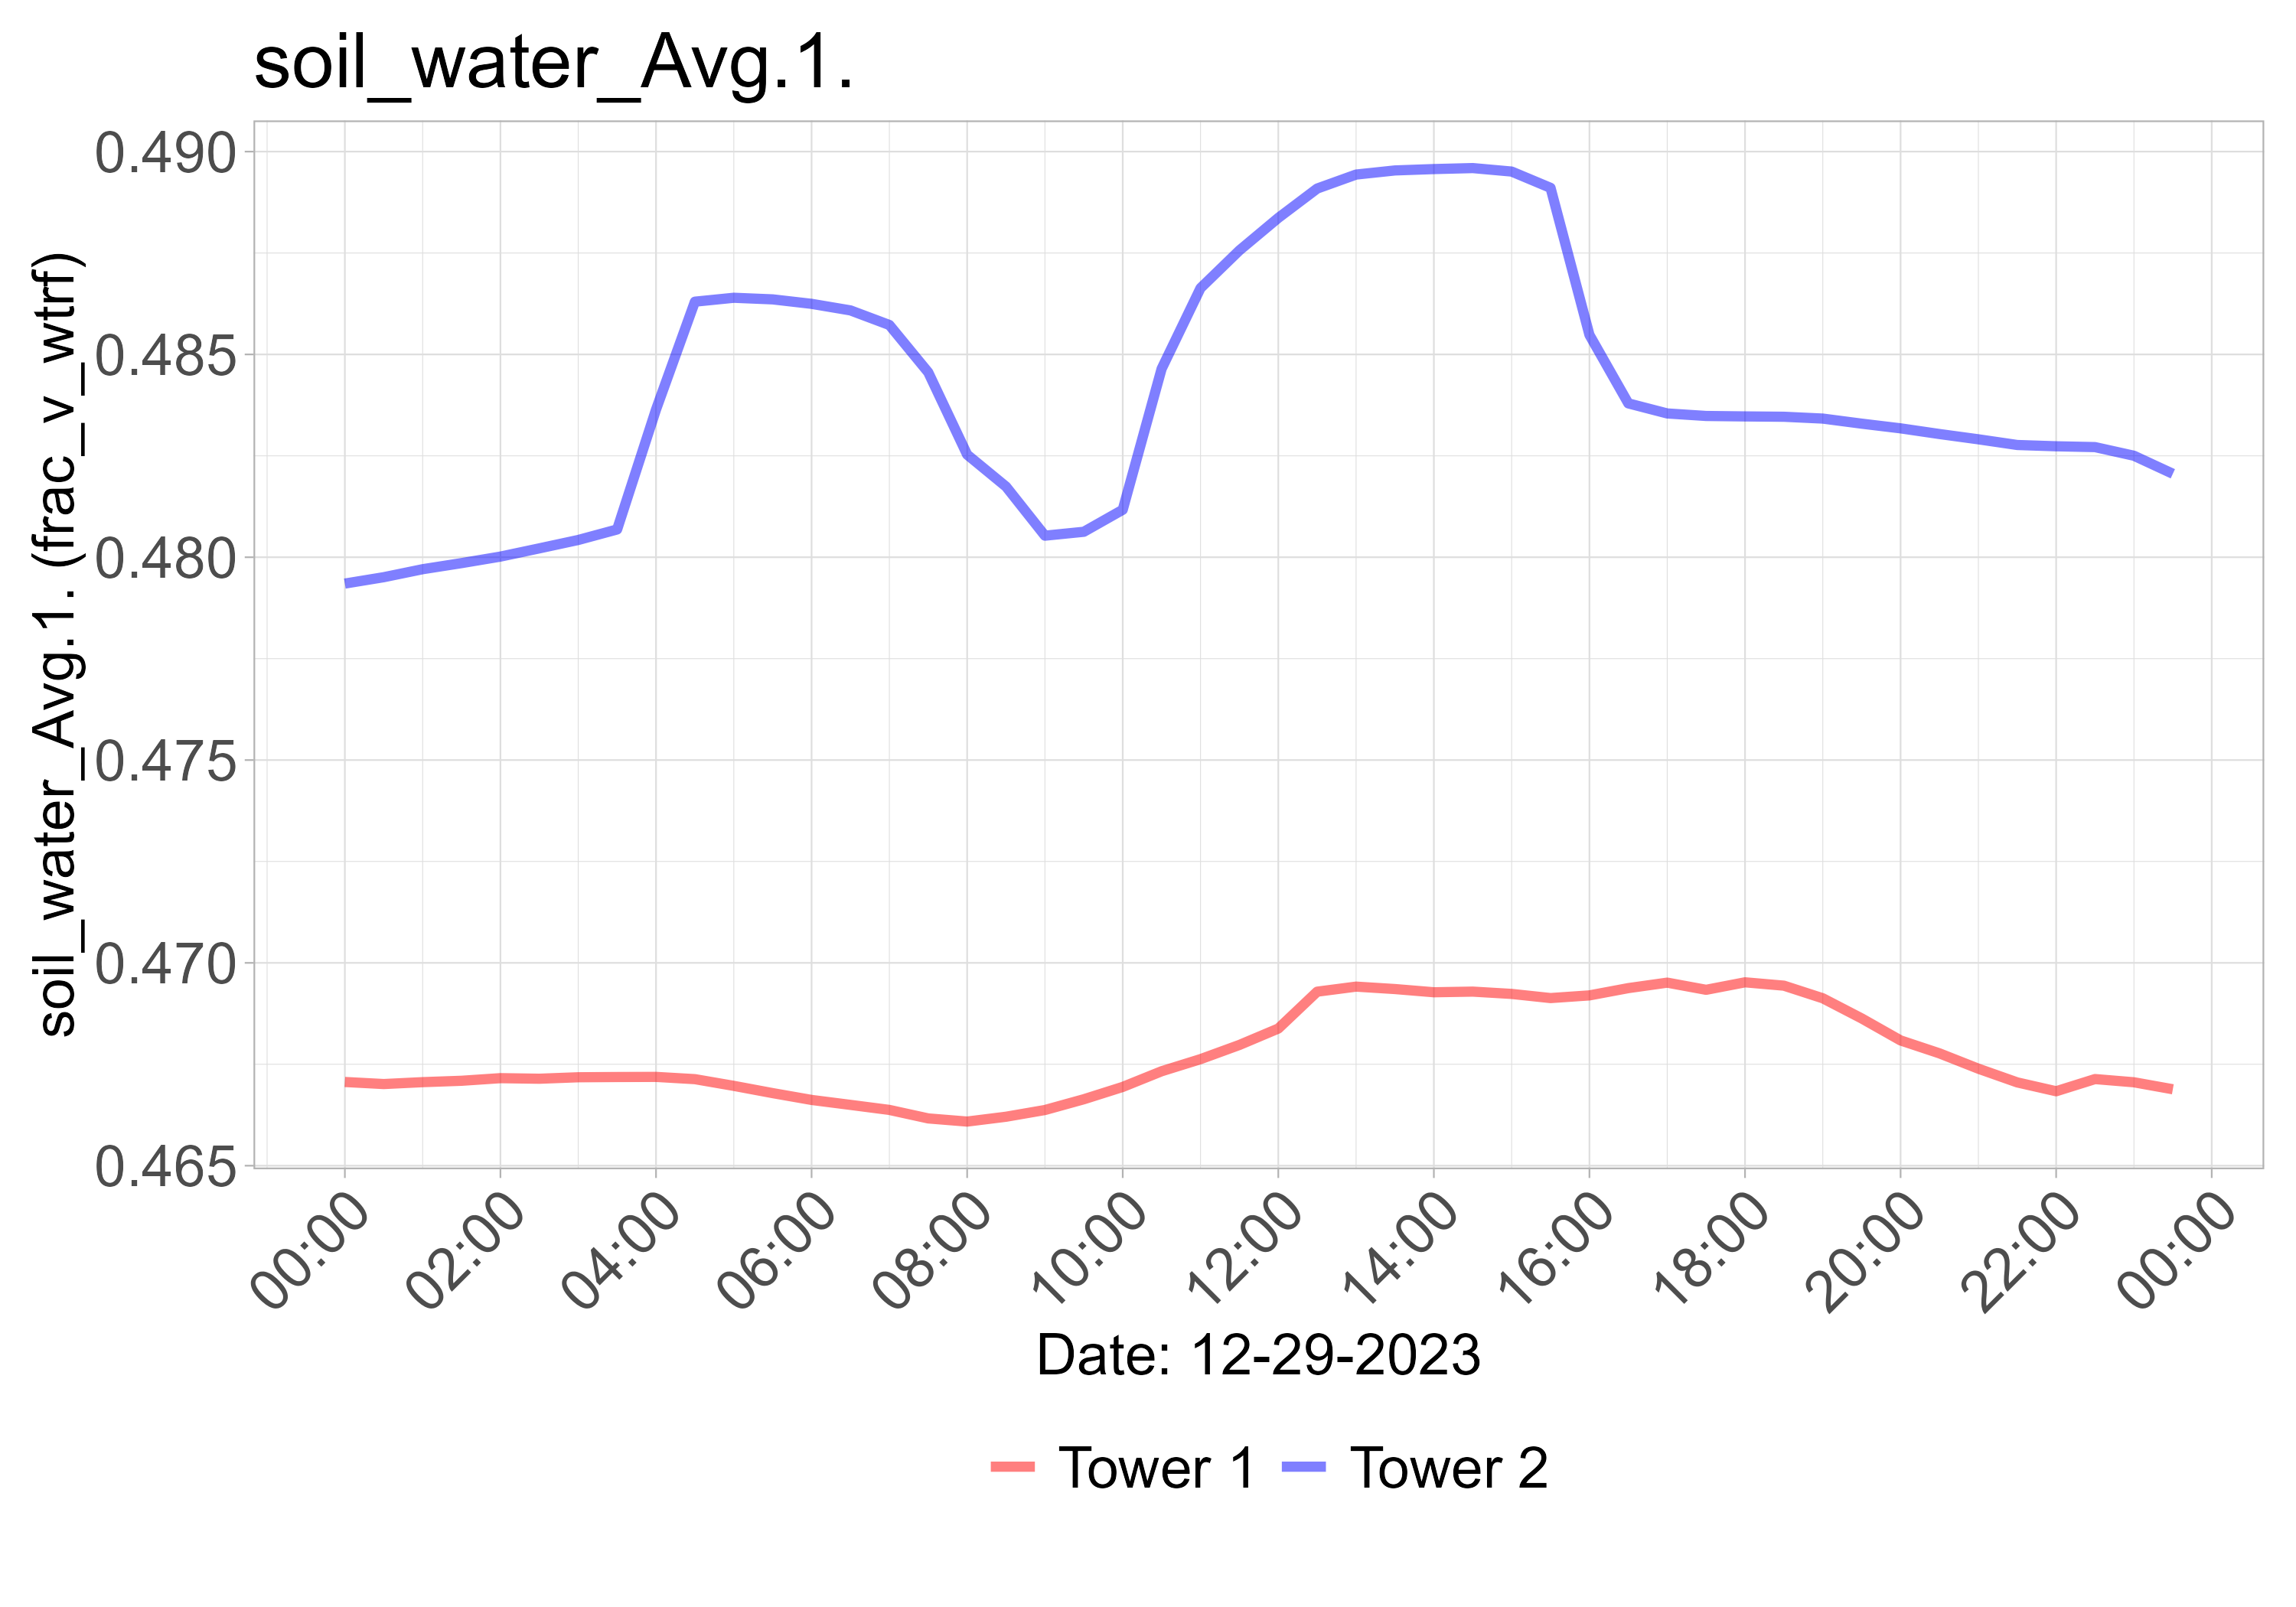 soil_water_Avg.1.
soil_water_Avg.1. (frac_v_wtrf)
0.490
0.485
0.480
0.475
0.470
0.465
00:00 02:00 04:00 06:00 08:00 10:00 12:00 14:00 16:00 18:00 20:00 22:00 00:00
Date: 12-29-2023
Tower 1 Tower 2